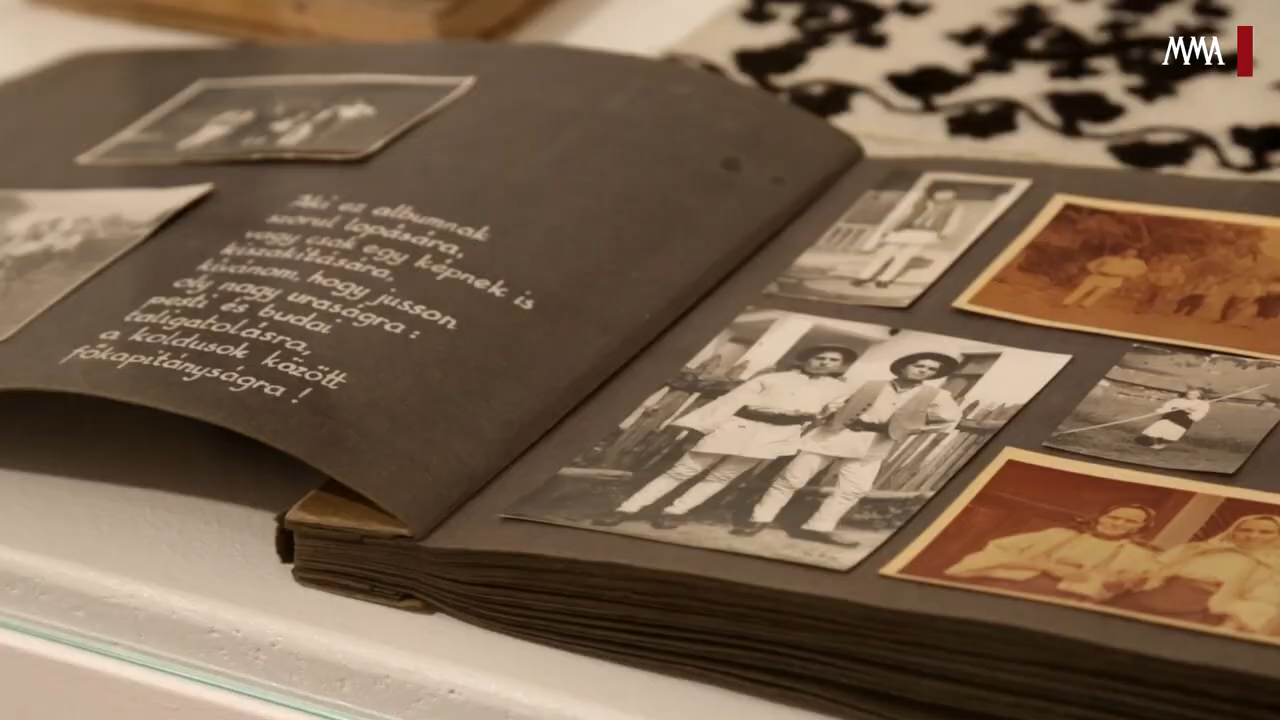 Aki ez albumnak
szorul lapására,
vagy csak egy képnek is
kiszakítására,
kívánom, hogy jusson
oly nagy uraságra:
pesti és budai
taligatolásra,
a koldusok között
főkapitányságra!
MMA